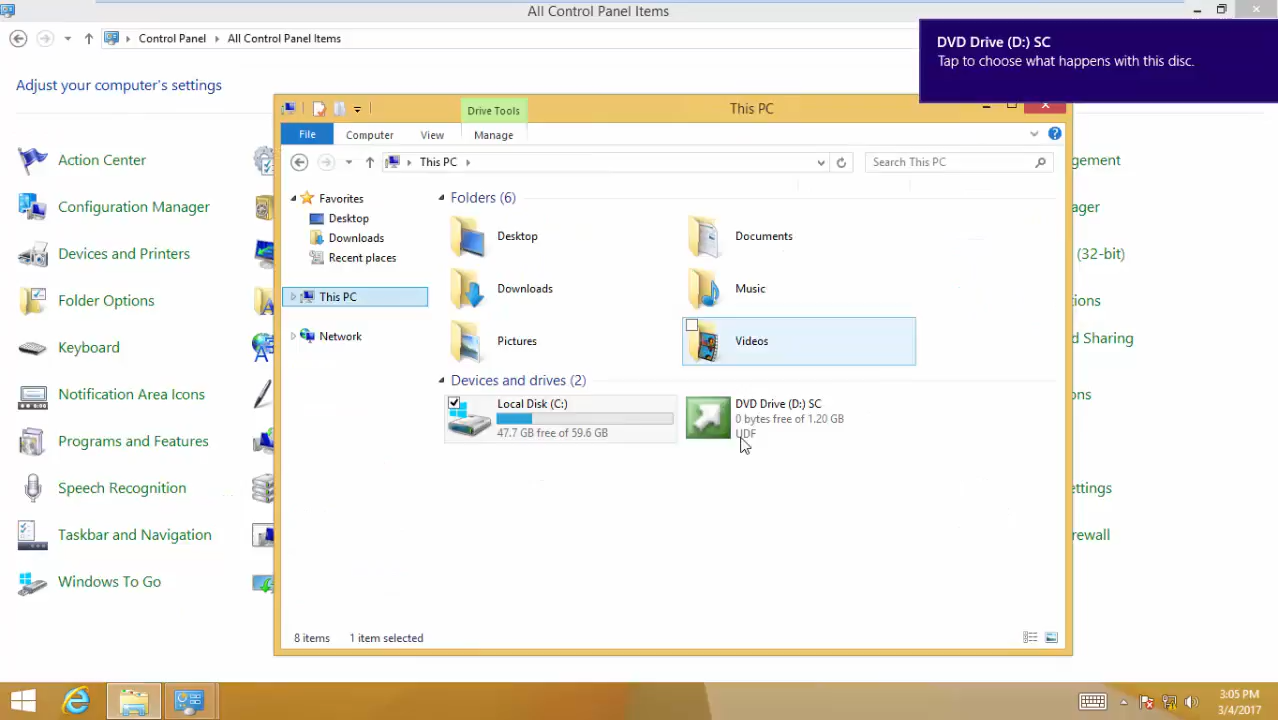 All Control Panel Items
Control Panel
All Control Panel Items
DVD Drive (D:) SC
Tap to choose what happens with this disc.
Adjust your computer's settings
Action Center
Configuration Manager
Devices and Printers
Folder Options
Keyboard
Notification Area Icons
Programs and Features
Speech Recognition
Taskbar and Navigation
Windows To Go
Drive Tools
This PC
File
Computer
View
Manage
This PC
Search This PC
Favorites
Desktop
Downloads
Recent places
This PC
Network
Folders (6)
Desktop
Documents
Downloads
Music
Pictures
Videos
Devices and drives (2)
Local Disk (C:)
47.7 GB free of 59.6 GB
DVD Drive (D:) SC
0 bytes free of 1.20 GB
UDF
8 items
1 item selected
(32-bit)
d Sharing
3:05 PM
3/4/2017